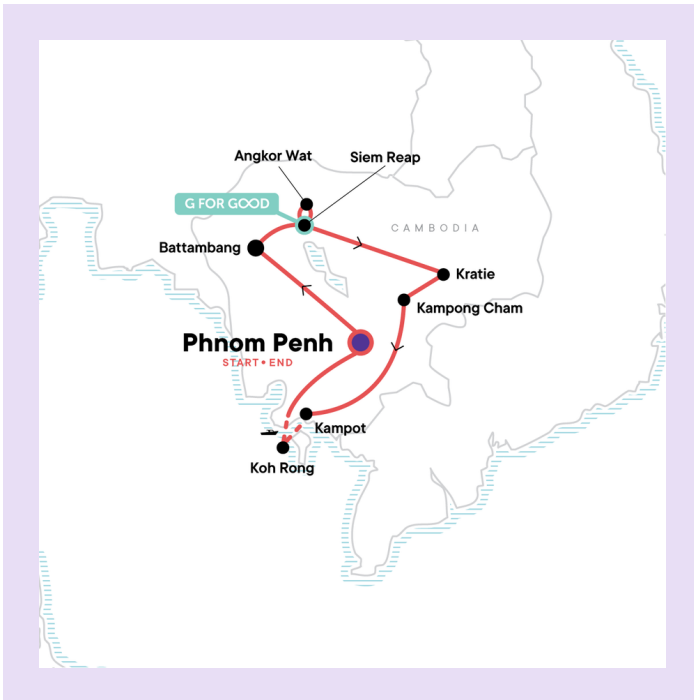 Angkor Wat
Siem Reap
G FOR GOOD
CAMBODIA
Battambang
Kratie
Kampong Cham
Phnom Penh
START • END
Kampot
Koh Rong